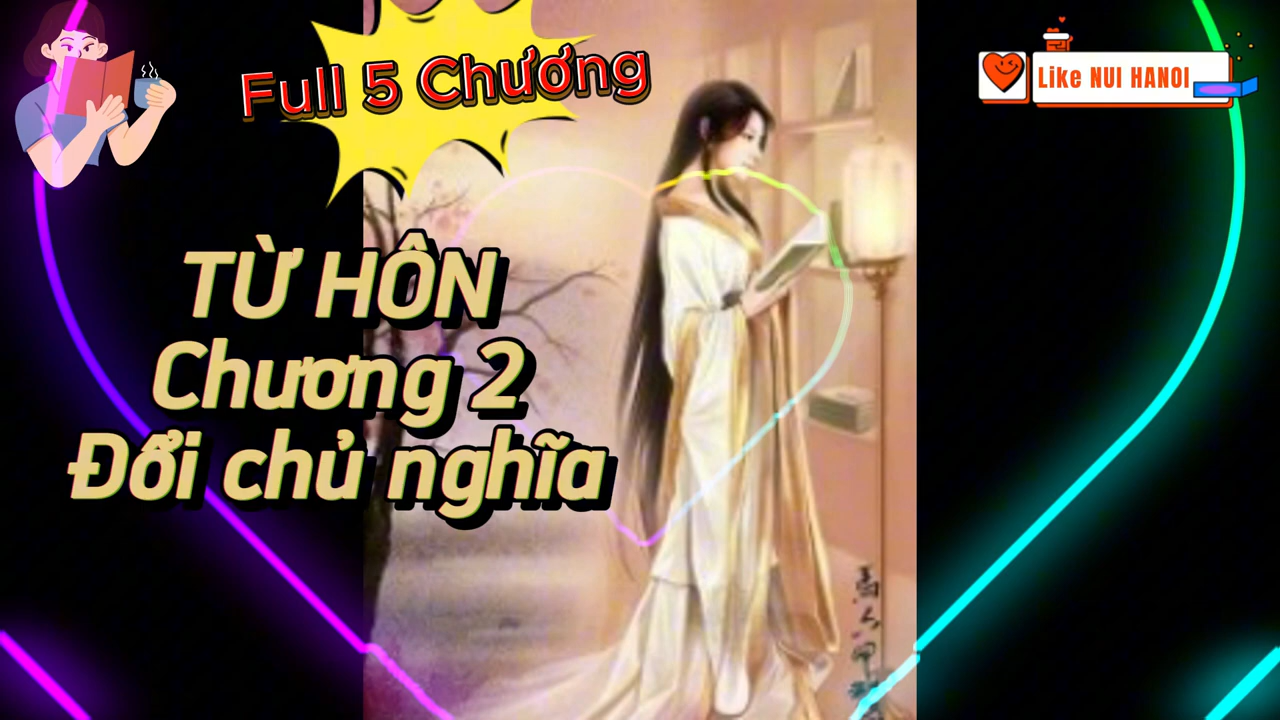 Full 5 Chương
Like NUI HANOI
TỪ HÔN
Chương 2
Đổi chủ nghĩa